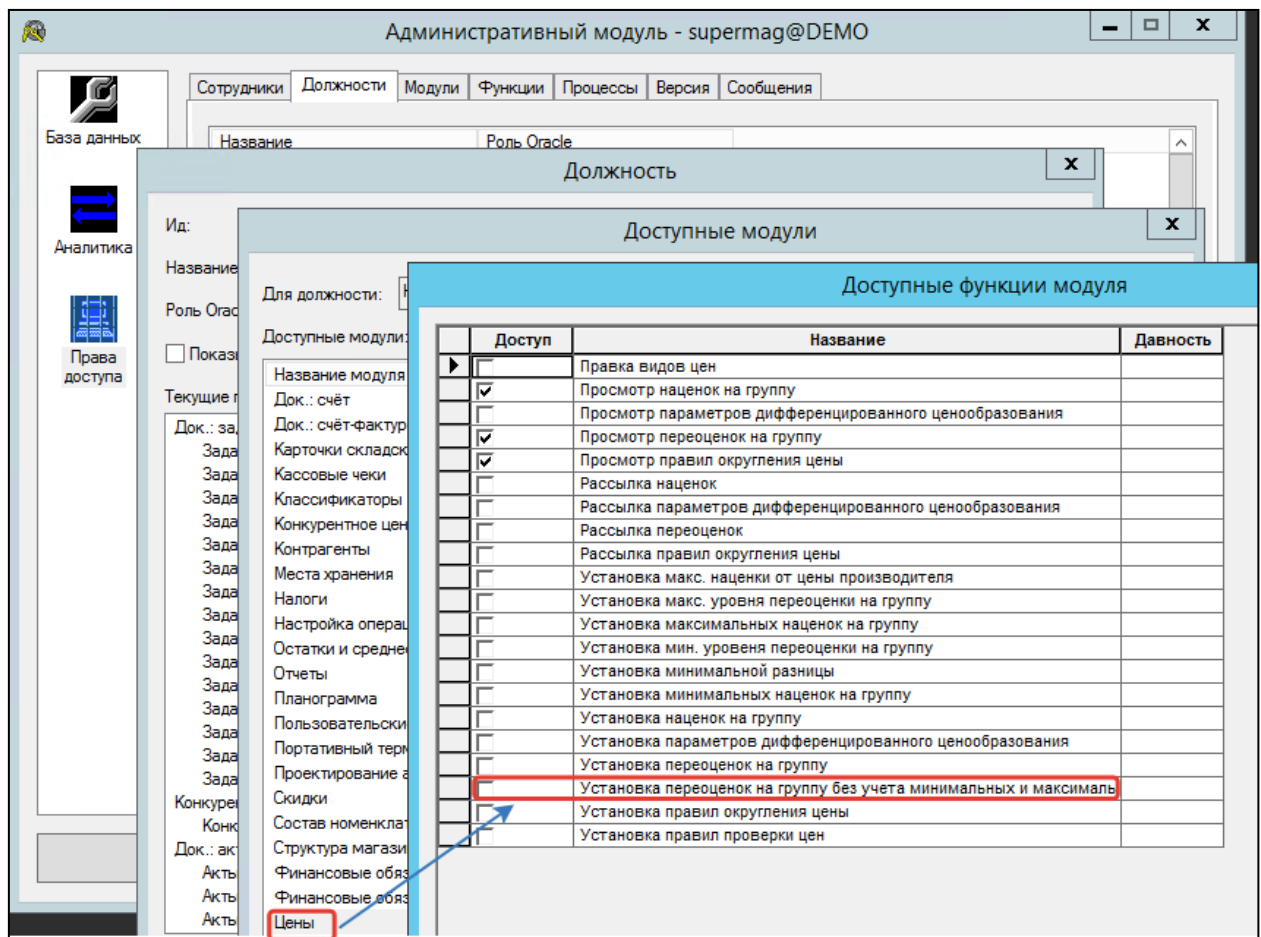 Административный модуль - supermag@DEMO
Сотрудники Должности Модули Функции Процессы Версия Сообщения
База данных
Название Роль Oracle
Должность
Ид:
Аналитика
Доступные модули
Название
Для должности:
Доступные функции модуля
Роль Orac
Доступные модули:
Доступ Название Давность
Права доступа
Показ
Название модуля
Правка видов цен
Текущие
Док.: счёт
Просмотр наценок на группу
Док.: за
Док.: счёт-фактур
Просмотр параметров дифференцированного ценообразования
Зада
Карточки складск
Просмотр переоценок на группу
Зада
Кассовые чеки
Просмотр правил округления цены
Зада
Классификаторы
Рассылка наценок
Зада
Конкурентное цен
Рассылка параметров дифференцированного ценообразования
Зада
Контрагенты
Рассылка переоценок
Зада
Места хранения
Рассылка правил округления цены
Зада
Налоги
Установка макс. наценки от цены производителя
Зада
Настройка операц
Установка макс. уровня переоценки на группу
Зада
Остатки и средне
Установка максимальных наценок на группу
Зада
Отчеты
Установка мин. уровеня переоценки на группу
Зада
Планограмма
Установка минимальной разницы
Зада
Пользовательски
Установка минимальных наценок на группу
Зада
Портативный терм
Установка наценок на группу
Зада
Проектирование а
Установка параметров дифференцированного ценообразования
Зада
Скидки
Установка переоценок на группу
Конкуре
Состав номенклат
Установка переоценок на группу без учета минимальных и максималь
Конк
Структура магази
Установка правил округления цены
Док.: ак
Финансовые обяз
Установка правил проверки цен
Акты
Финансовые обяз
Акты
Цены
Акты